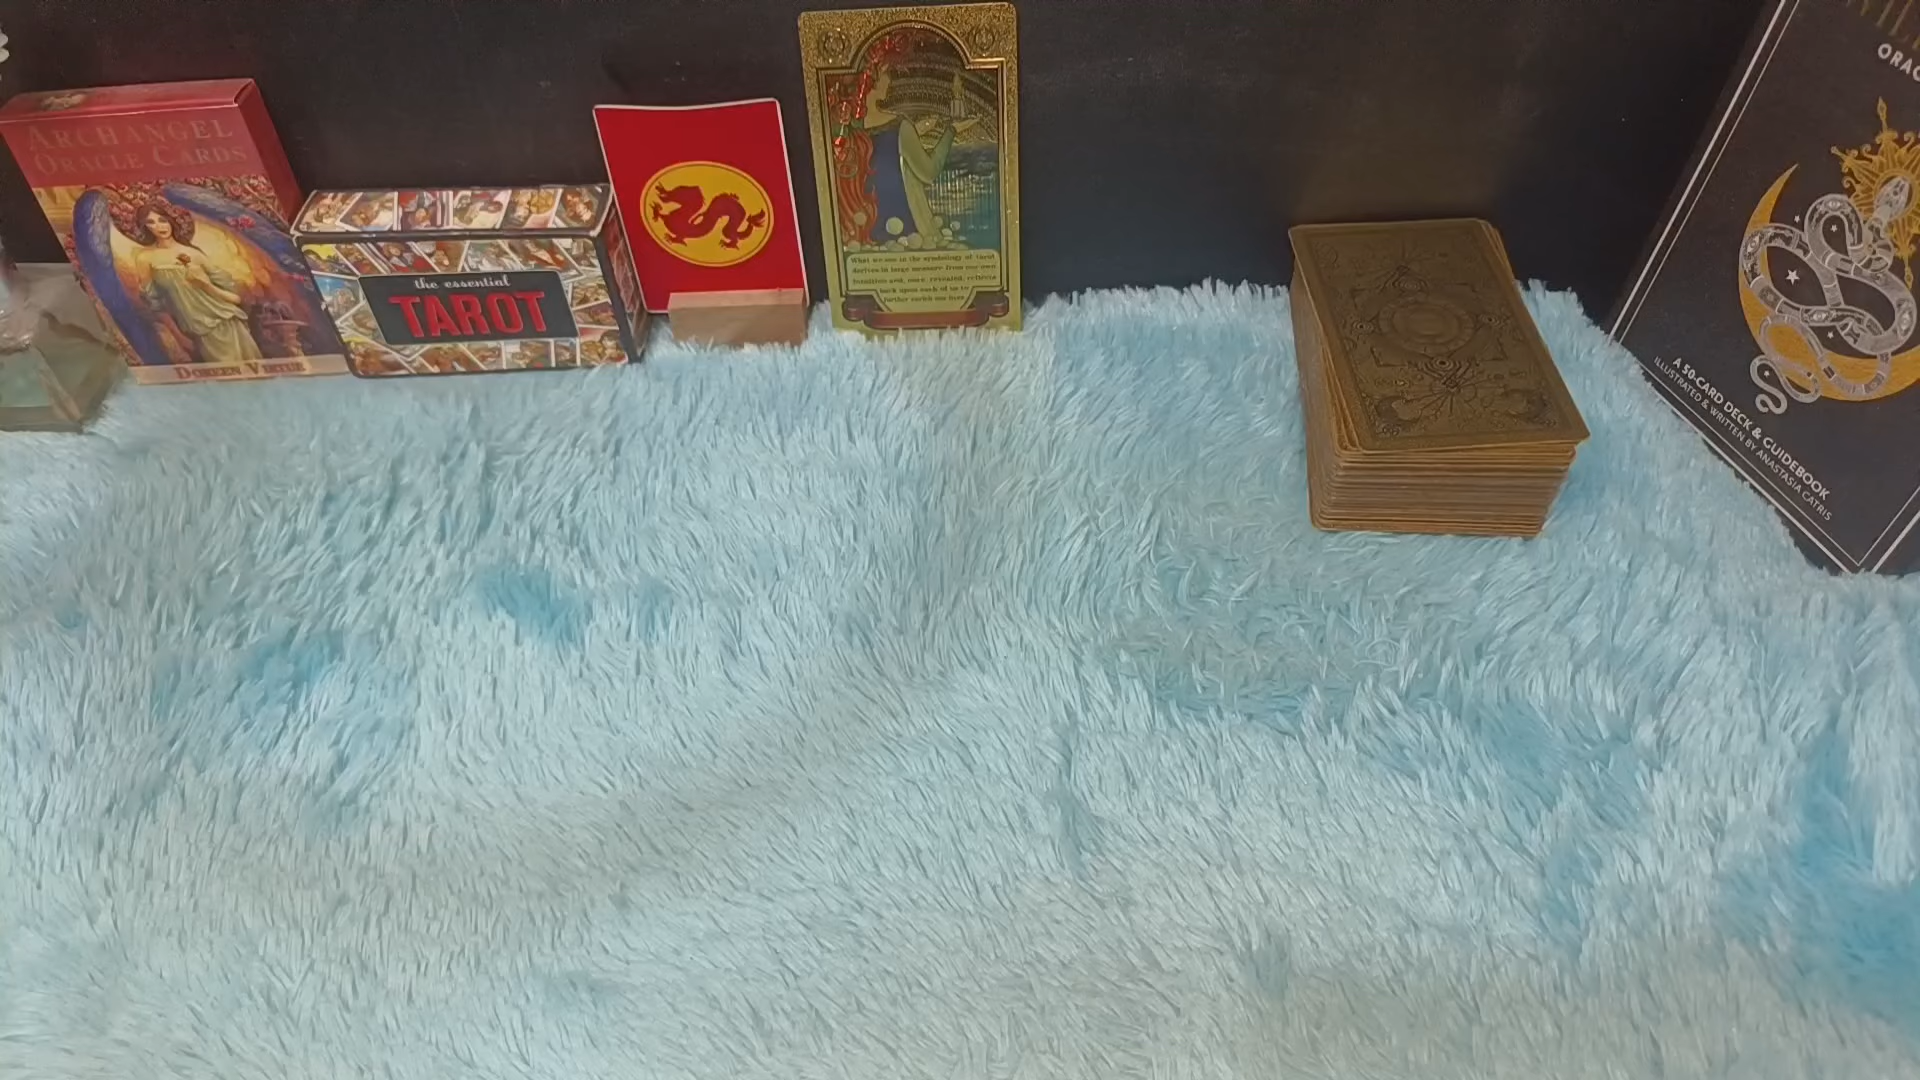 ARCHANGEL
ORACLE CARDS
DOREEN VIRTUE
the essential
TAROT
What we see in the symbology of tarot
derives in large measure from our own
intuition and, once revealed, reflects
back upon each of us to
further enrich our lives
A 50-CARD DECK & GUIDEBOOK
ILLUSTRATED & WRITTEN BY ANASTASIA CATRIS